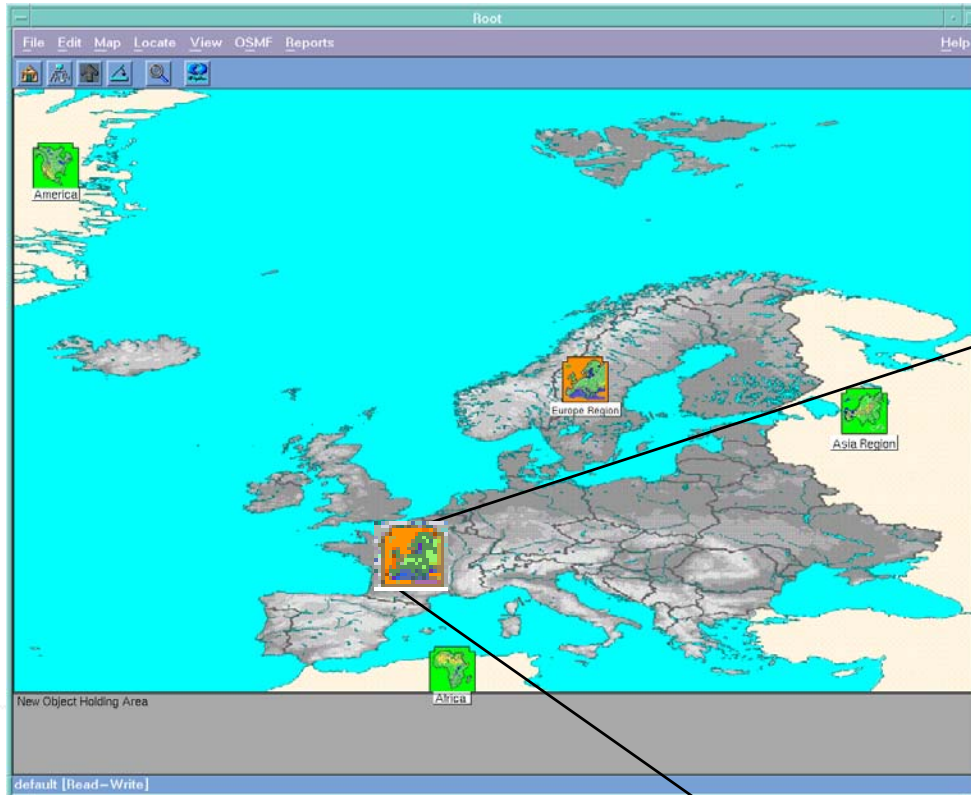 Root
File Edit Map Locate View OSMF Reports Help
America
Europe Region
Asia Region
Africa
New Object Holding Area
default [Read-Write]